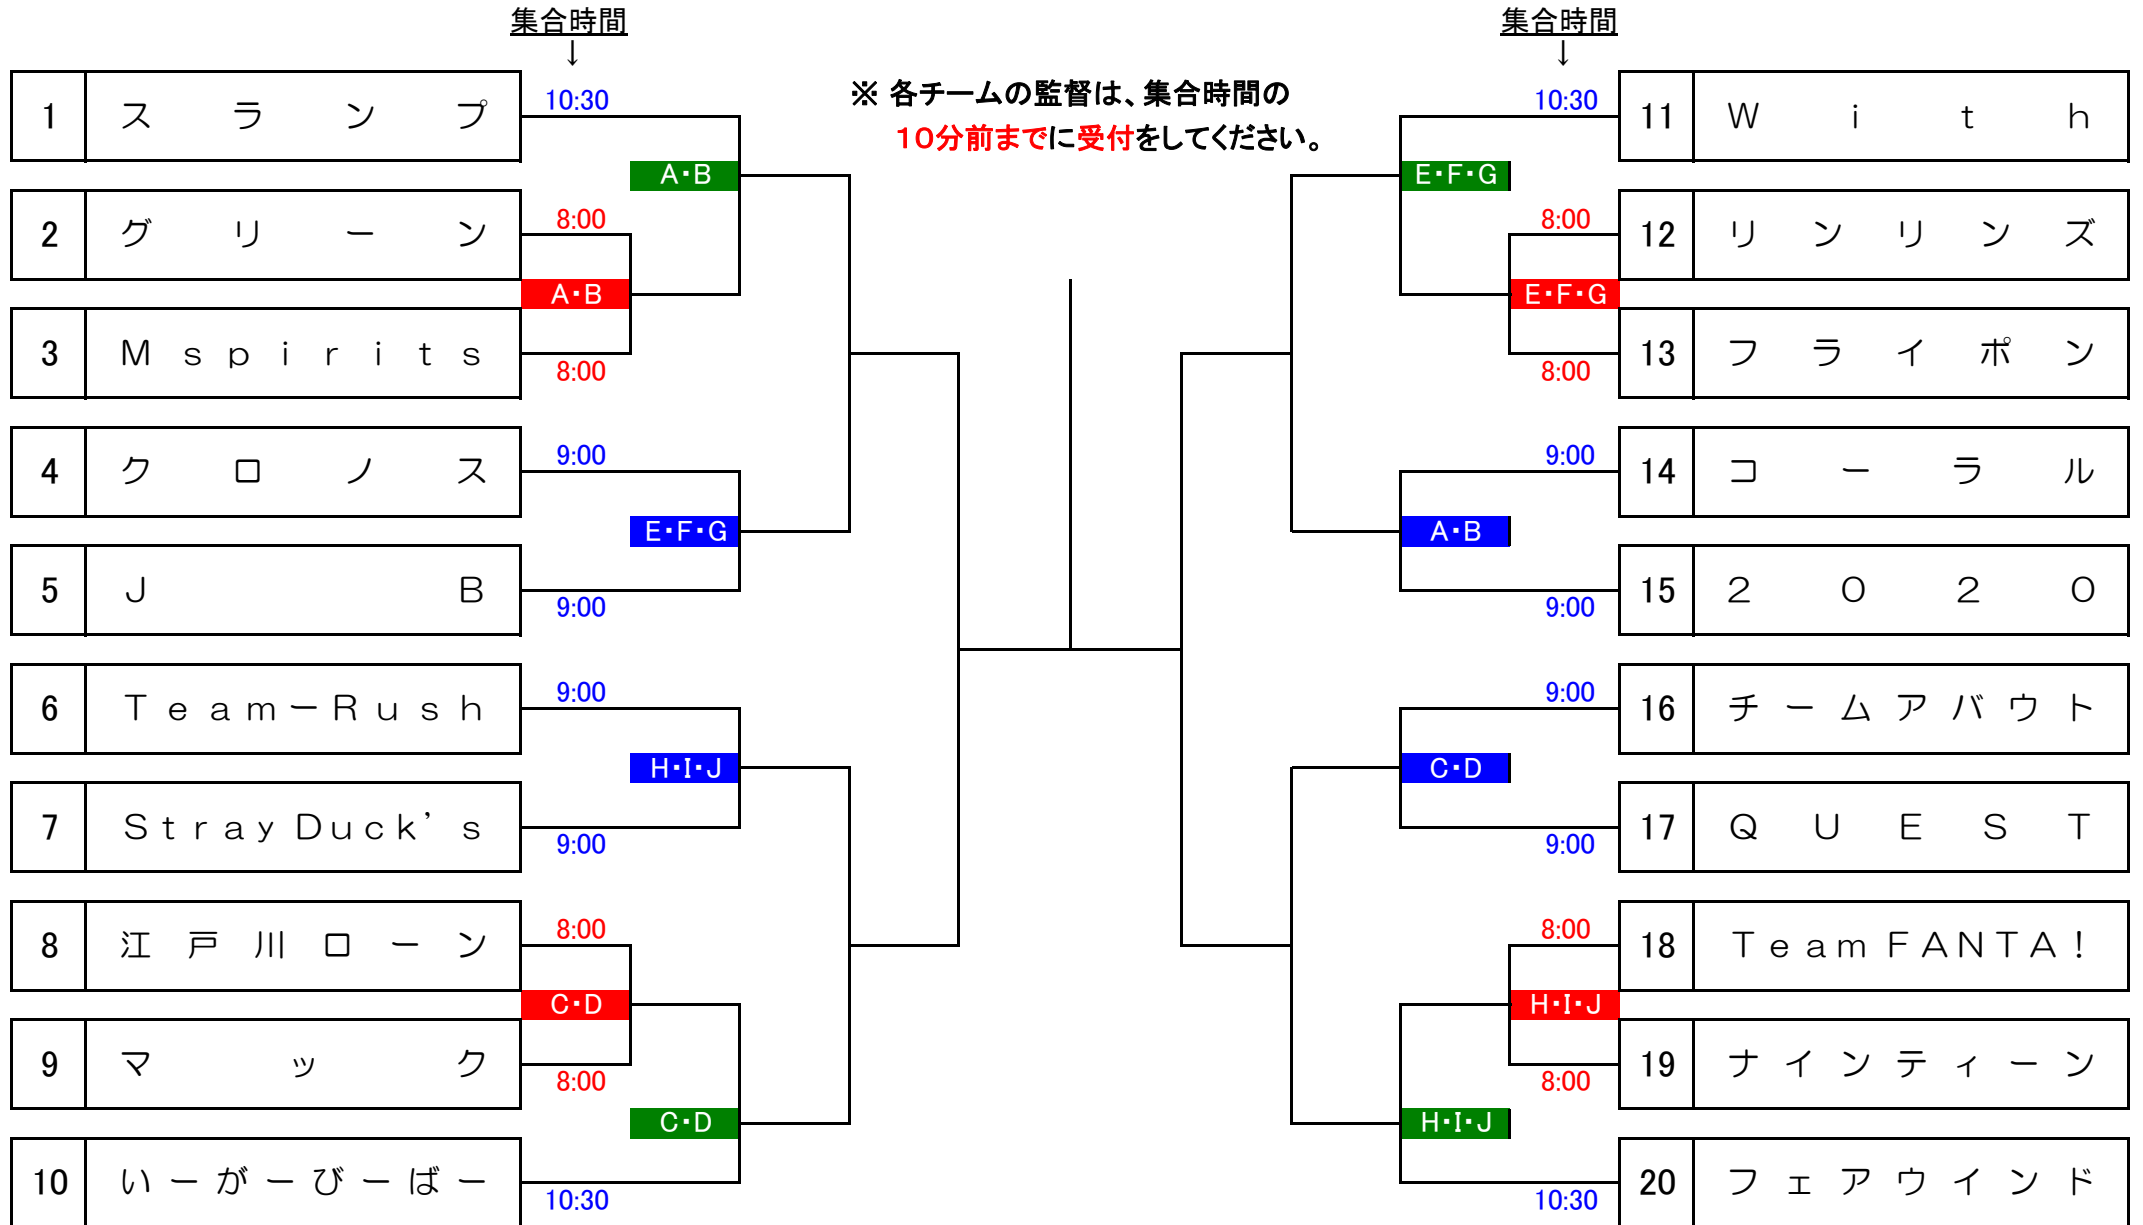 集合時間 集合時間
↓ ↓
※ 各チームの監督は、集合時間の
10分前までに受付をしてください。
1 スランプ 10:30
A・B
2 グリーン 8:00
A・B
3 Mspirits 8:00
4 クロノス 9:00
E・F・G
5 JB 9:00
6 Team－Rush 9:00
H・I・J
7 Stray Duck’s 9:00
8 江戸川ローン 8:00
C・D
9 マック 8:00
C・D
10 いーがーびーばー 10:30
10:30 11 With
E・F・G
8:00 12 リンリンズ
E・F・G
8:00 13 フライポン
9:00 14 コーラル
A・B
9:00 15 2020
9:00 16 チームアバウト
C・D
9:00 17 QUEST
8:00 18 Team FANTA!
H・I・J
8:00 19 ナインティーン
H・I・J
10:30 20 フェアウインド